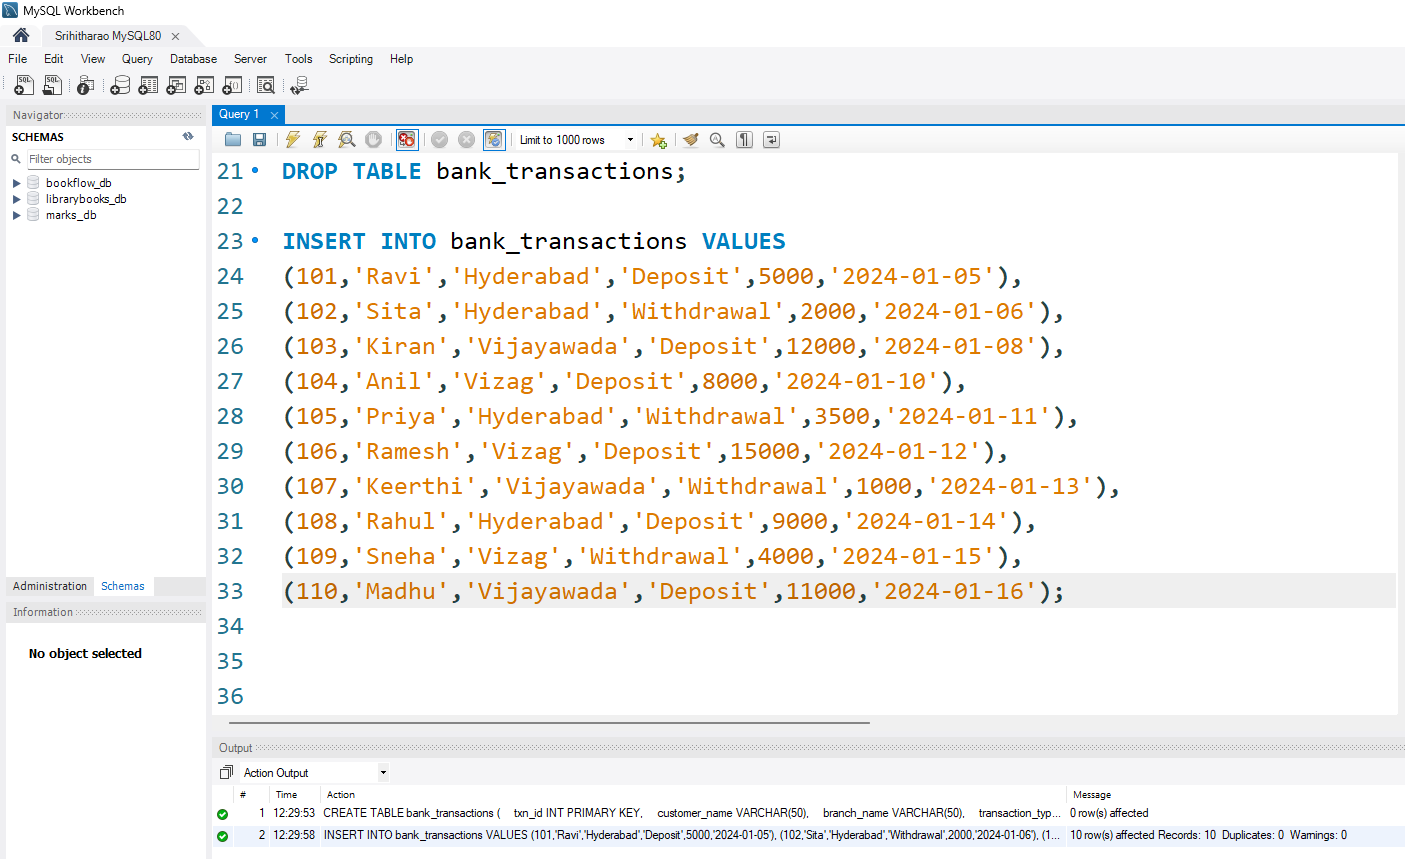 MySQL Workbench
Srihitharao MySQL80 ×
File Edit View Query Database Server Tools Scripting Help
Navigator
SCHEMAS
Filter objects
bookflow_db
librarybooks_db
marks_db
Administration Schemas
Information
No object selected
Query 1 ×
Limit to 1000 rows
21 • DROP TABLE bank_transactions;
22
23 • INSERT INTO bank_transactions VALUES
24 (101,'Ravi','Hyderabad','Deposit',5000,'2024-01-05'),
25 (102,'Sita','Hyderabad','Withdrawal',2000,'2024-01-06'),
26 (103,'Kiran','Vijayawada','Deposit',12000,'2024-01-08'),
27 (104,'Anil','Vizag','Deposit',8000,'2024-01-10'),
28 (105,'Priya','Hyderabad','Withdrawal',3500,'2024-01-11'),
29 (106,'Ramesh','Vizag','Deposit',15000,'2024-01-12'),
30 (107,'Keerthi','Vijayawada','Withdrawal',1000,'2024-01-13'),
31 (108,'Rahul','Hyderabad','Deposit',9000,'2024-01-14'),
32 (109,'Sneha','Vizag','Withdrawal',4000,'2024-01-15'),
33 (110,'Madhu','Vijayawada','Deposit',11000,'2024-01-16');
34
35
36
Output
Action Output
# Time Action Message
1 12:29:53 CREATE TABLE bank_transactions ( txn_id INT PRIMARY KEY, customer_name VARCHAR(50), branch_name VARCHAR(50), transaction_typ... 0 row(s) affected
2 12:29:58 INSERT INTO bank_transactions VALUES (101,'Ravi','Hyderabad','Deposit',5000,'2024-01-05'), (102,'Sita','Hyderabad','Withdrawal',2000,'2024-01-06'), (1... 10 row(s) affected Records: 10 Duplicates: 0 Warnings: 0